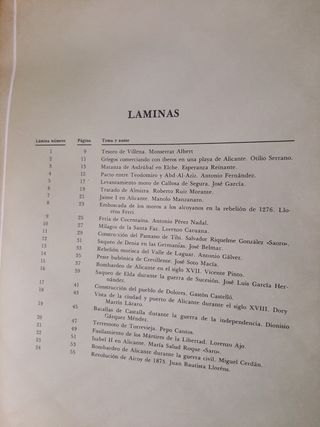 LAMINAS
Lámina número Página Tema y autor
1 9 Tesoro de Villena. Monserrat Albert
2 11 Griegos comerciando con iberos en una playa de Alicante. Otilio Serrano.
3 13 Matanza de Asdrúbal en Elche. Esperanza Reinante.
4 15 Pacto entre Teodomiro y Abd-Al-Aziz. Antonio Fernández.
5 17 Levantamiento moro de Callosa de Segura. José García.
6 19 Tratado de Almirra. Roberto Ruiz Morante.
7 21 Jaime I en Alicante. Manolo Manzanaro.
8 23 Emboscada de los moros a los alcoyanos en la rebelión de 1276. Llo-
rens Ferri
9 25 Feria de Cocentaina. Antonio Pérez Nadal.
10 27 Milagro de la Santa Faz. Lorenzo Caruana.
11 29 Construcción del Pantano de Tibi. Salvador Riquelme González «Saoro».
12 31 Saqueo de Denia en las Germanías. José Belmar.
13 33 Rebelión morisca del Valle de Laguar. Antonio Gálvez.
14 35 Peste bubónica de Crevillente. José Soto Maciá.
15 37 Bombardeo de Alicante en el siglo XVII. Vicente Pinto.
16 39 Saqueo de Elda durante la guerra de Sucesión. José Luis García Her-
nández.
17 41 Construcción del pueblo de Dolores. Gastón Castelló.
18 43 Vista de la ciudad y puerto de Alicante durante el siglo XVIII. Dory
Martín Lázaro.
19 45 Batallas de Castalla durante la guerra de la independencia. Dionisio
Gázquez Méndez.
20 47 Terremoto de Torrevieja. Pepo Cantos.
21 49 Fusilamiento de los Mártires de la Libertad. Lorenzo Ajo.
22 51 Isabel II en Alicante. María Salud Roque «Saro».
23 53 Bombardeo de Alicante durante la guerra civil. Miguel Cerdán.
24 55 Revolución de Alcoy de 1873. Juan Bautista Lloréns.